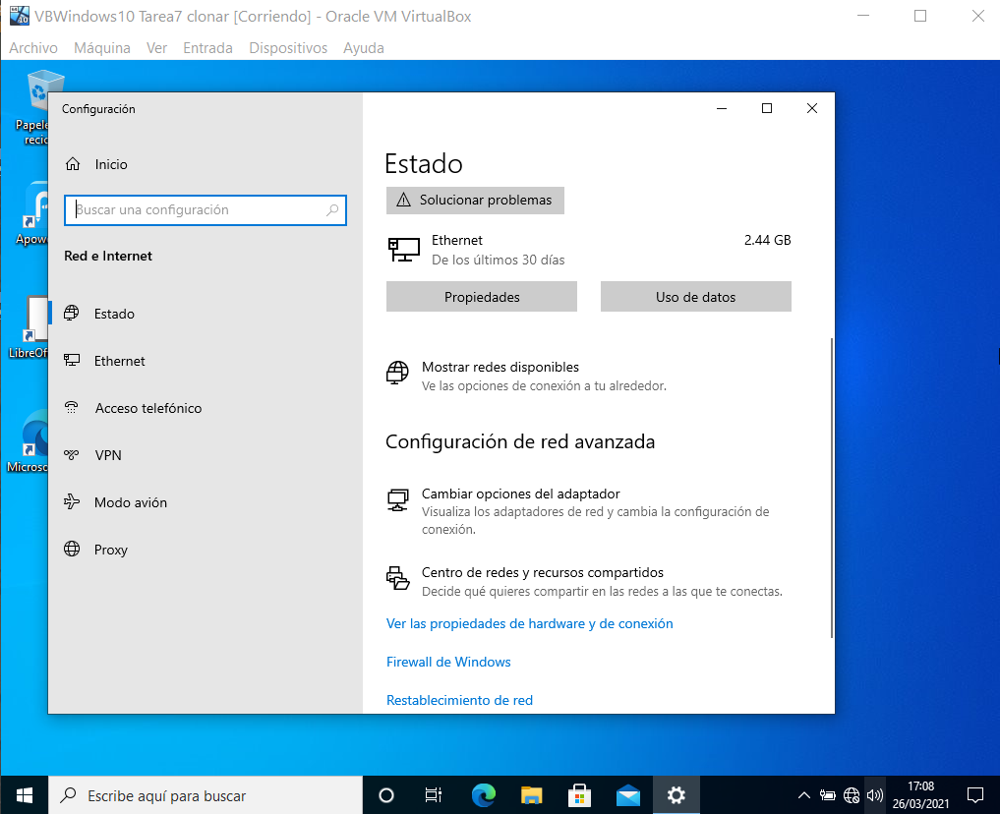 VBWindows10 Tarea7 clonar [Corriendo] - Oracle VM VirtualBox
Archivo Máquina Ver Entrada Dispositivos Ayuda
Configuración
Inicio
Buscar una configuración
Red e Internet
Estado
Ethernet
Acceso telefónico
VPN
Modo avión
Proxy
Estado
Solucionar problemas
Ethernet 2.44 GB
De los últimos 30 días
Propiedades Uso de datos
Mostrar redes disponibles
Ve las opciones de conexión a tu alrededor.
Configuración de red avanzada
Cambiar opciones del adaptador
Visualiza los adaptadores de red y cambia la configuración de
conexión.
Centro de redes y recursos compartidos
Decide qué quieres compartir en las redes a las que te conectas.
Ver las propiedades de hardware y de conexión
Firewall de Windows
Restablecimiento de red
Escribe aquí para buscar
17:08
26/03/2021